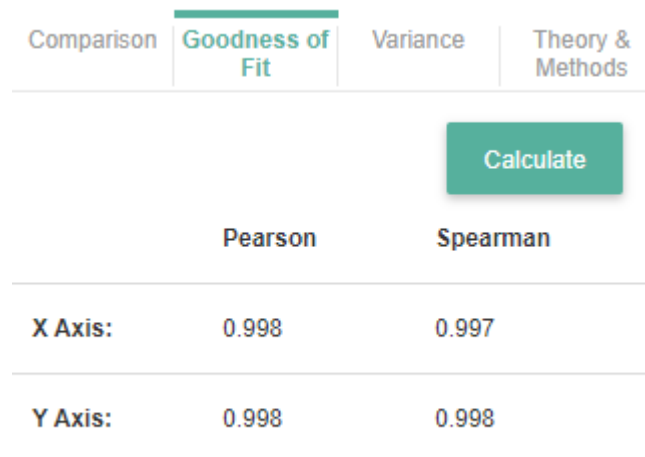 Comparison Goodness of Fit Variance Theory & Methods
Calculate
Pearson Spearman
X Axis: 0.998 0.997
Y Axis: 0.998 0.998